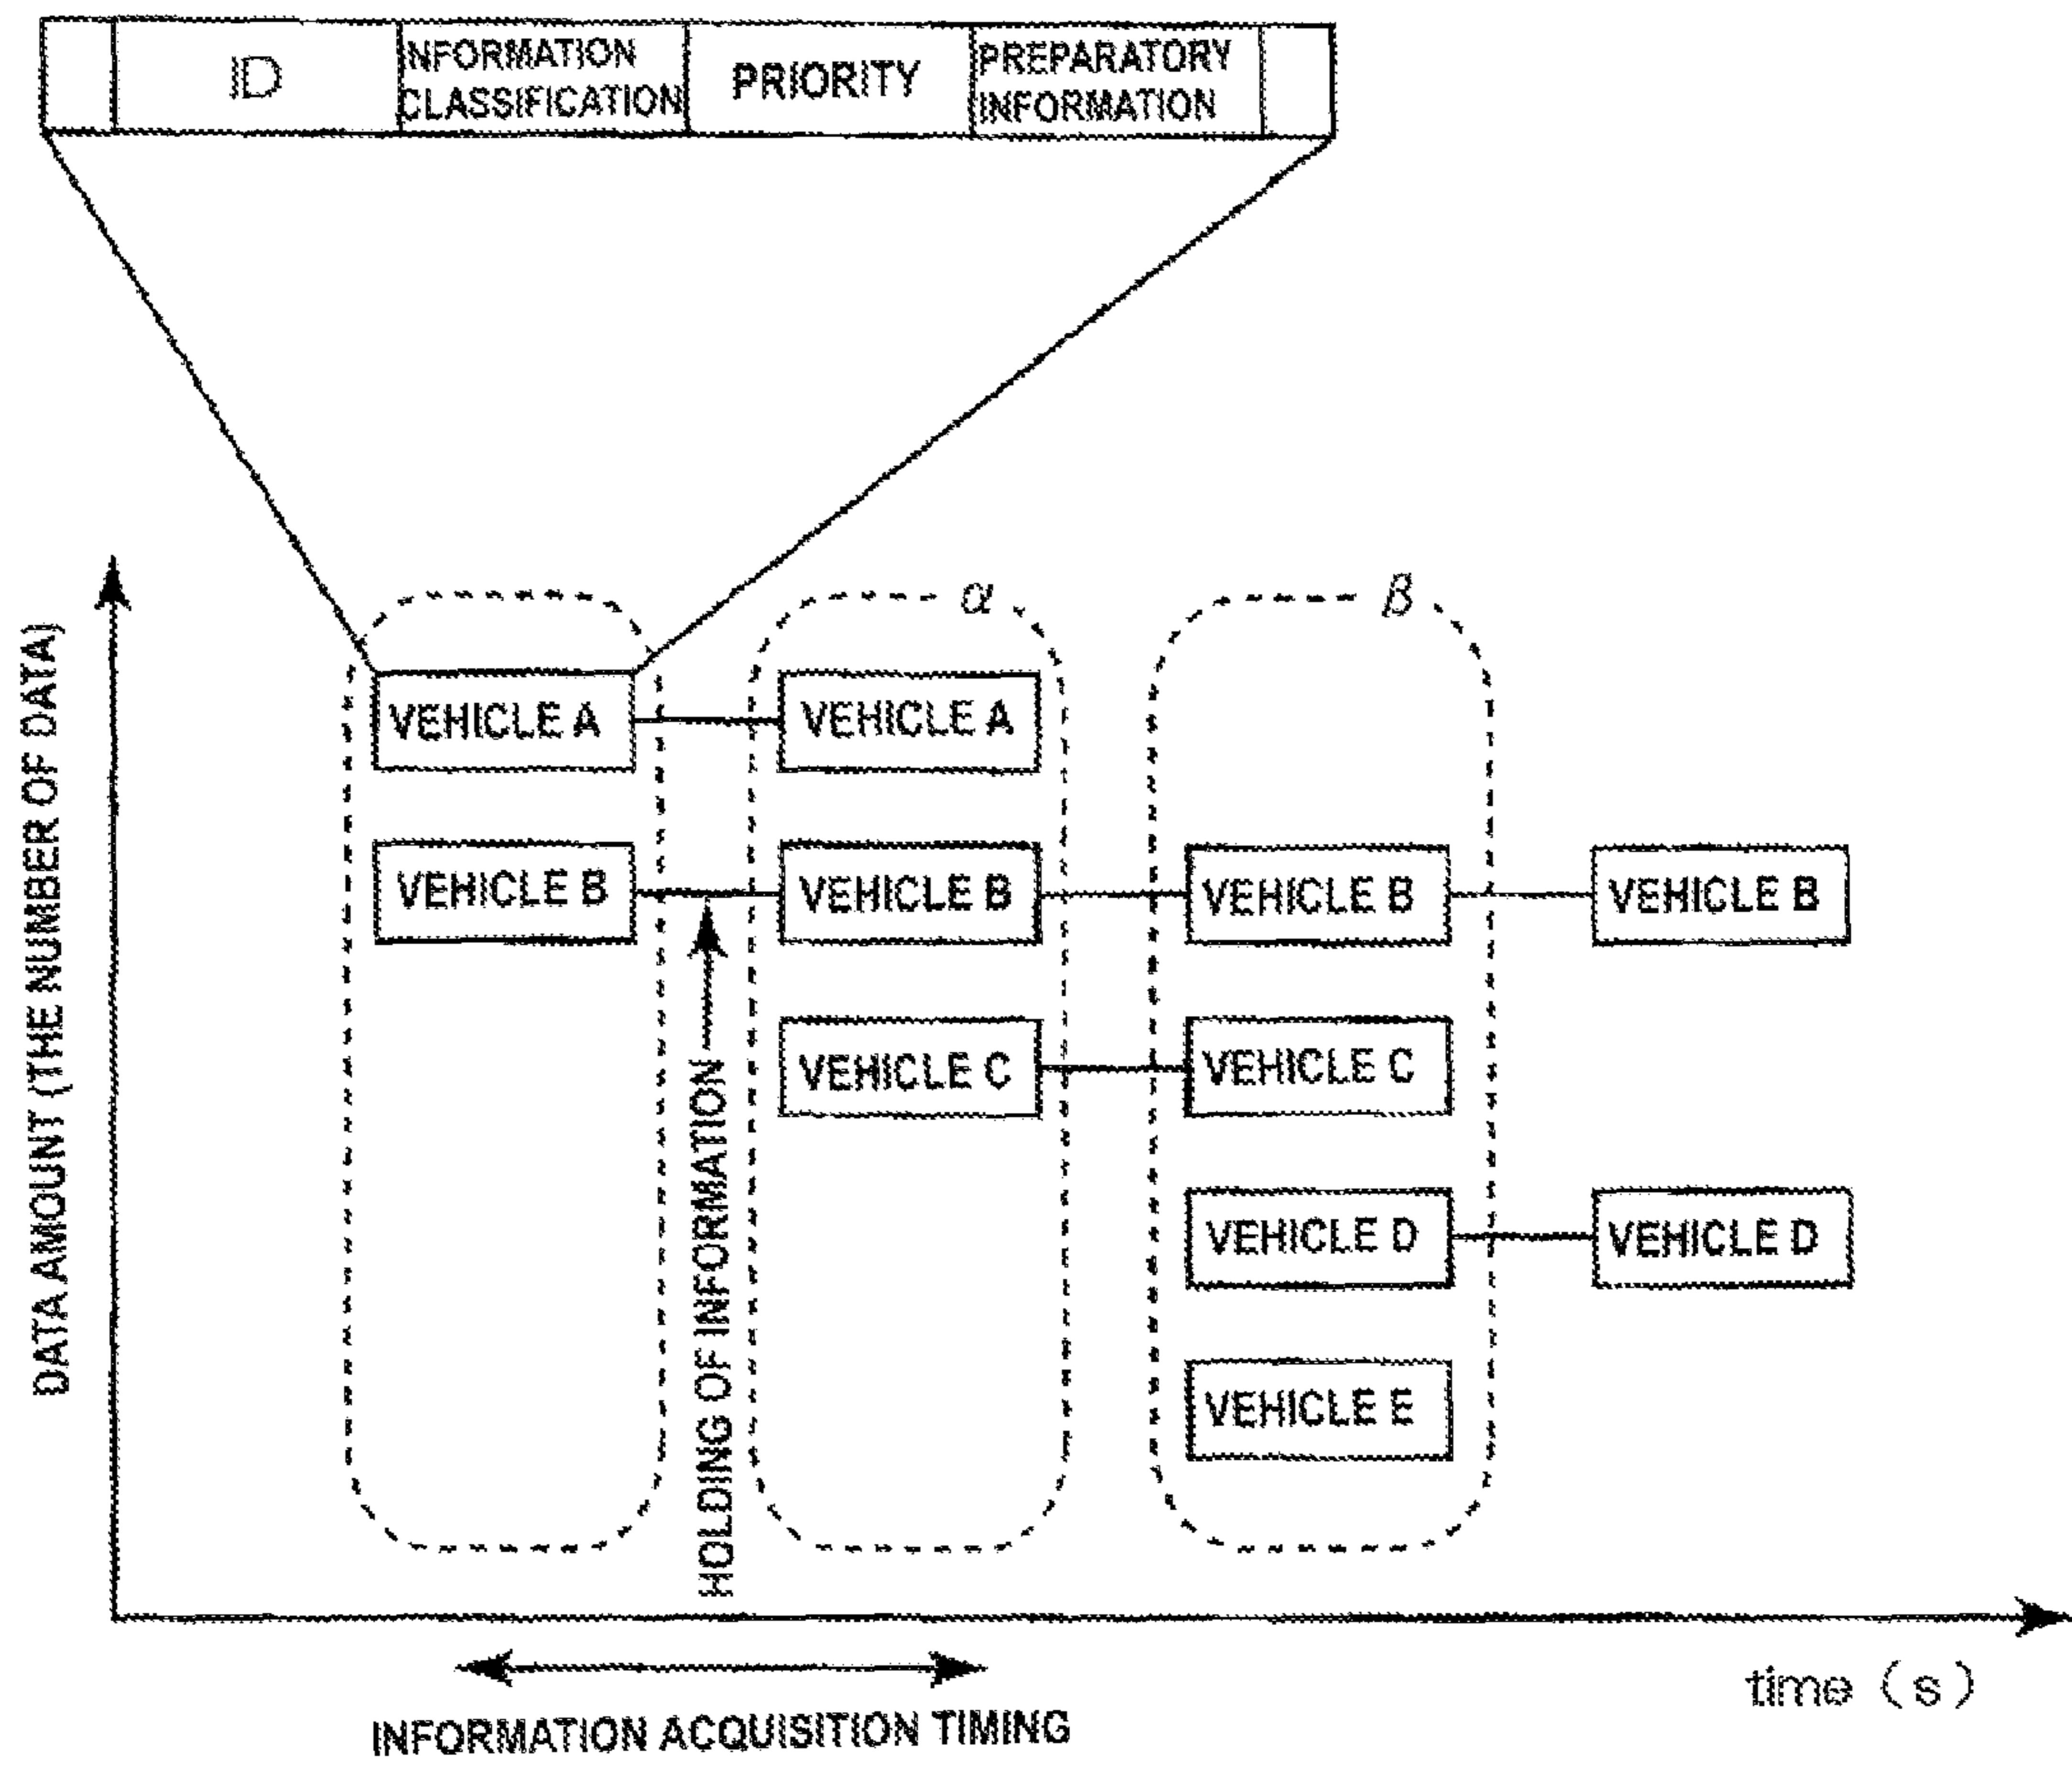 ID
INFORMATION
CLASSIFICATION
PRIORITY
PREPARATORY
INFORMATION
α
β
VEHICLE A
VEHICLE A
VEHICLE B
VEHICLE B
VEHICLE B
VEHICLE B
VEHICLE C
VEHICLE C
VEHICLE D
VEHICLE D
VEHICLE E
DATA AMOUNT (THE NUMBER OF DATA)
HOLDING OF INFORMATION
time (s)
INFORMATION ACQUISITION TIMING